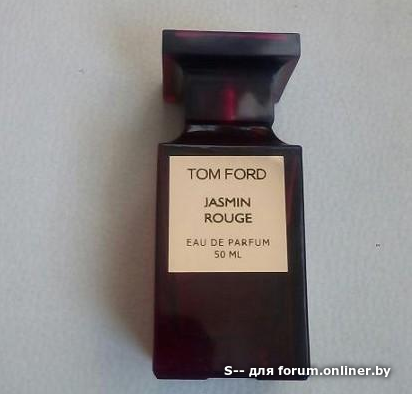 TOM FORD
JASMIN
ROUGE
EAU DE PARFUM
50 ML
S-- для forum.onliner.by